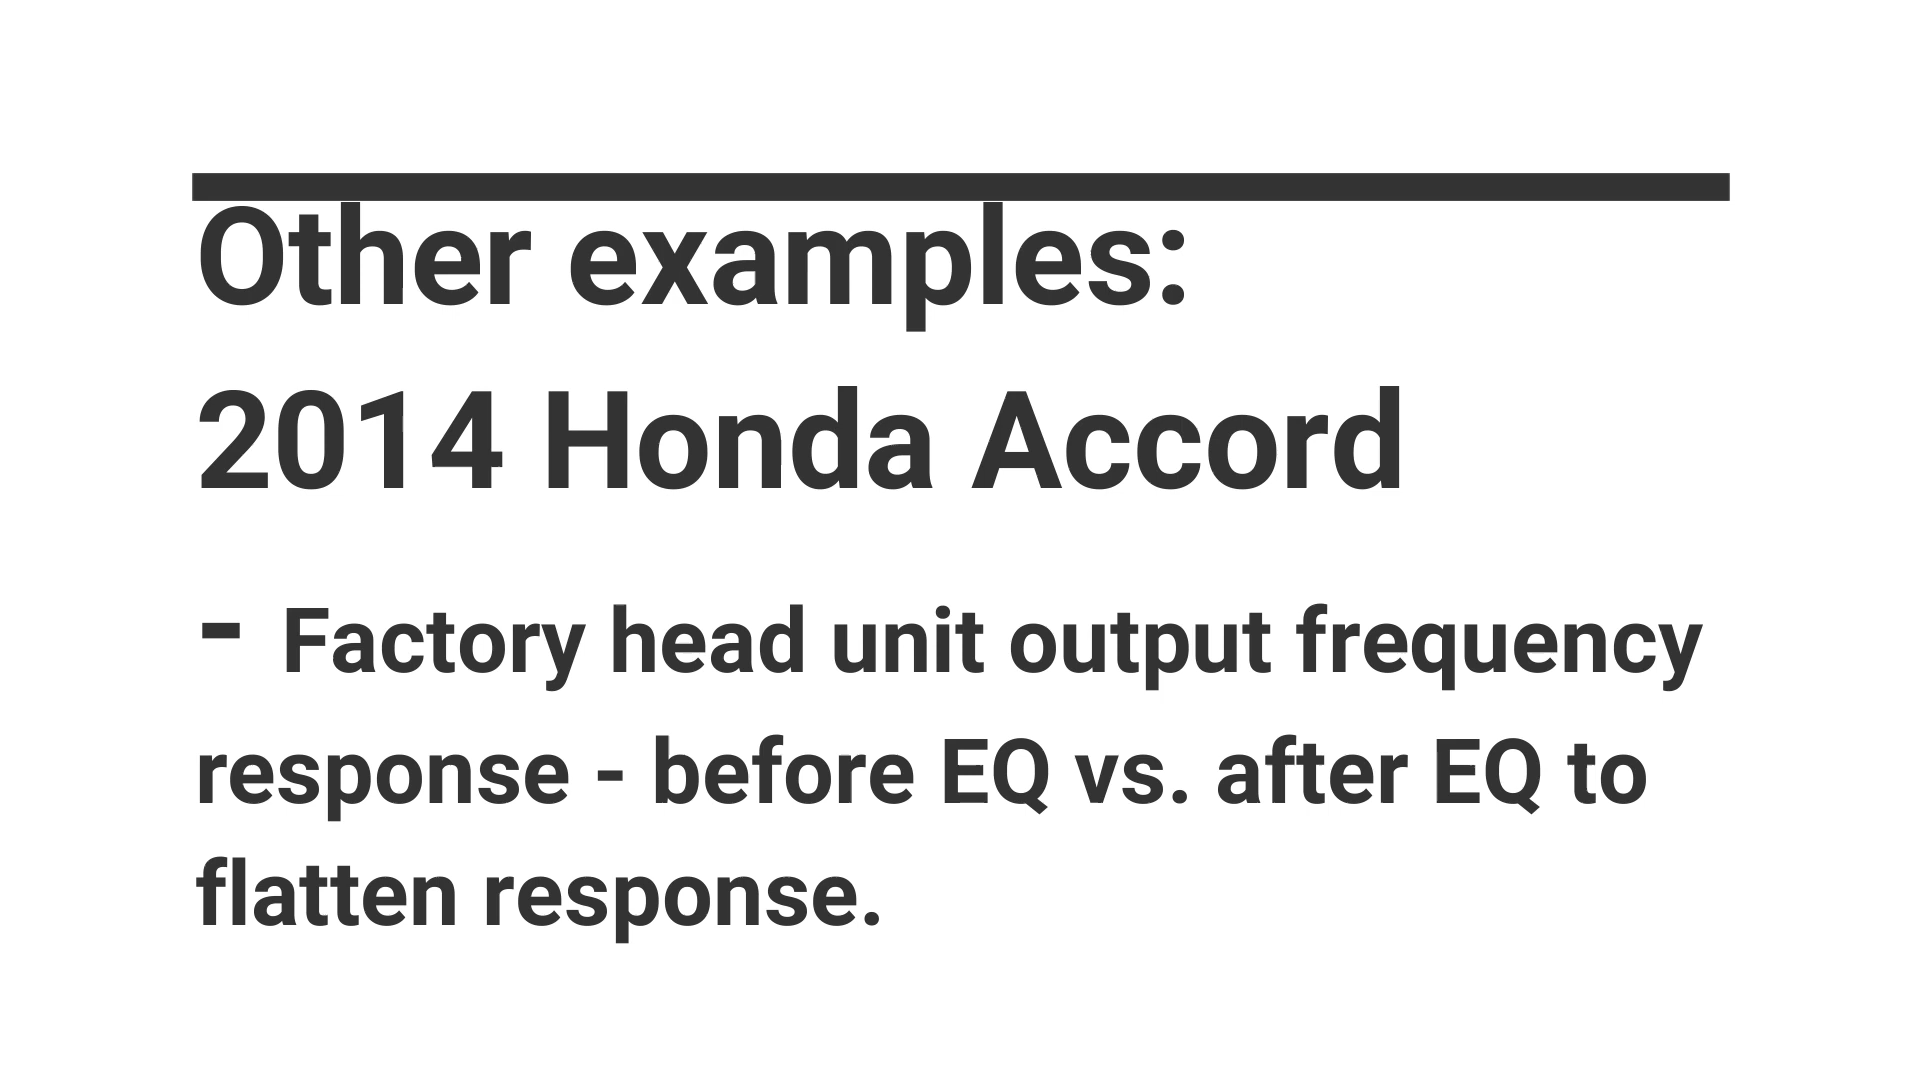 Other examples:
2014 Honda Accord
- Factory head unit output frequency
response - before EQ vs. after EQ to
flatten response.